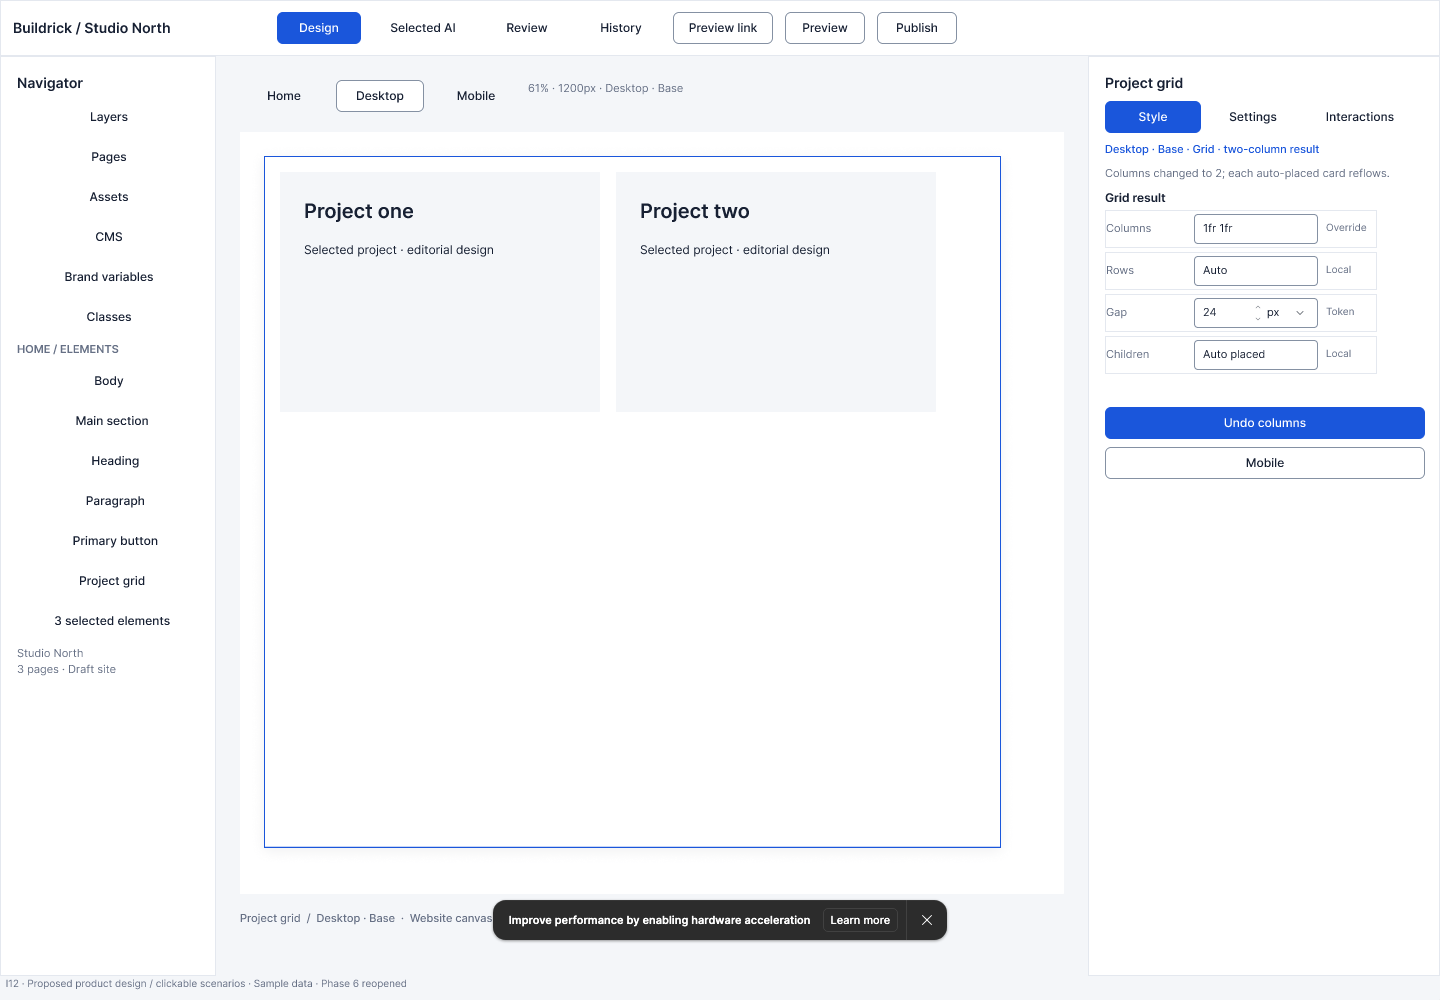 Buildrick / Studio North
Design
Selected AI
Review
History
Preview link
Preview
Publish
Navigator
Layers
Pages
Assets
CMS
Brand variables
Classes
HOME / ELEMENTS
Body
Main section
Heading
Paragraph
Primary button
Project grid
3 selected elements
Studio North
3 pages · Draft site
Home
Desktop
Mobile
61% · 1200px · Desktop · Base
Project one
Selected project · editorial design
Project two
Selected project · editorial design
Project grid / Desktop · Base · Website canvas
Improve performance by enabling hardware acceleration
Learn more
Project grid
Style
Settings
Interactions
Desktop · Base · Grid · two-column result
Columns changed to 2; each auto-placed card reflows.
Grid result
Columns
1fr 1fr
Override
Rows
Auto
Local
Gap
24
px
Token
Children
Auto placed
Local
Undo columns
Mobile
I12 · Proposed product design / clickable scenarios · Sample data · Phase 6 reopened